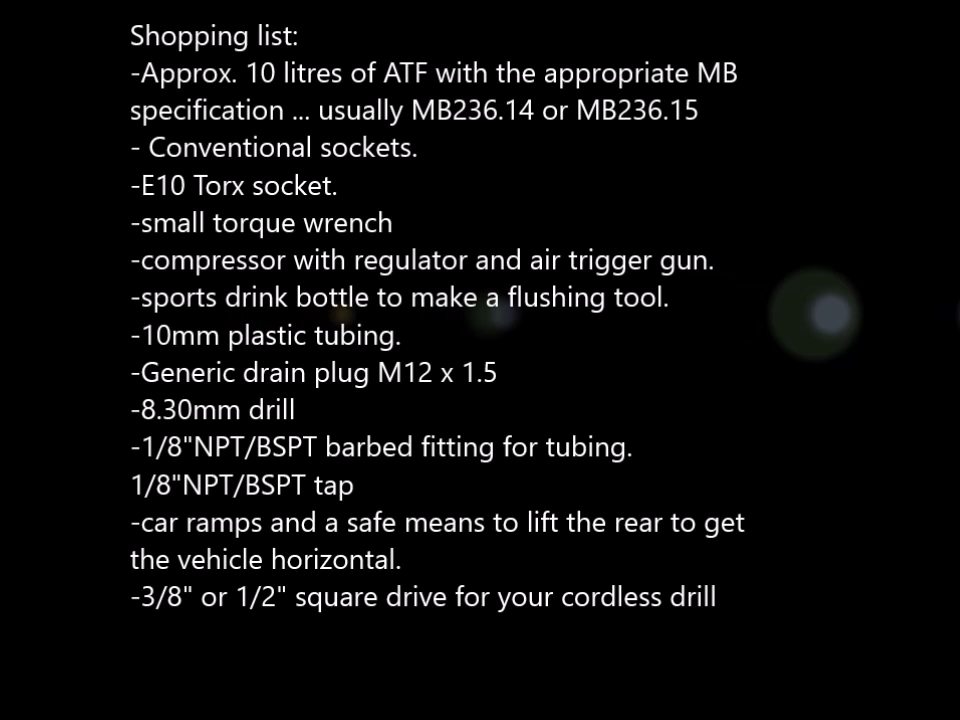 Shopping list:
-Approx. 10 litres of ATF with the appropriate MB
specification ... usually MB236.14 or MB236.15
- Conventional sockets.
-E10 Torx socket.
-small torque wrench
-compressor with regulator and air trigger gun.
-sports drink bottle to make a flushing tool.
-10mm plastic tubing.
-Generic drain plug M12 x 1.5
-8.30mm drill
-1/8"NPT/BSPT barbed fitting for tubing.
1/8"NPT/BSPT tap
-car ramps and a safe means to lift the rear to get
the vehicle horizontal.
-3/8" or 1/2" square drive for your cordless drill